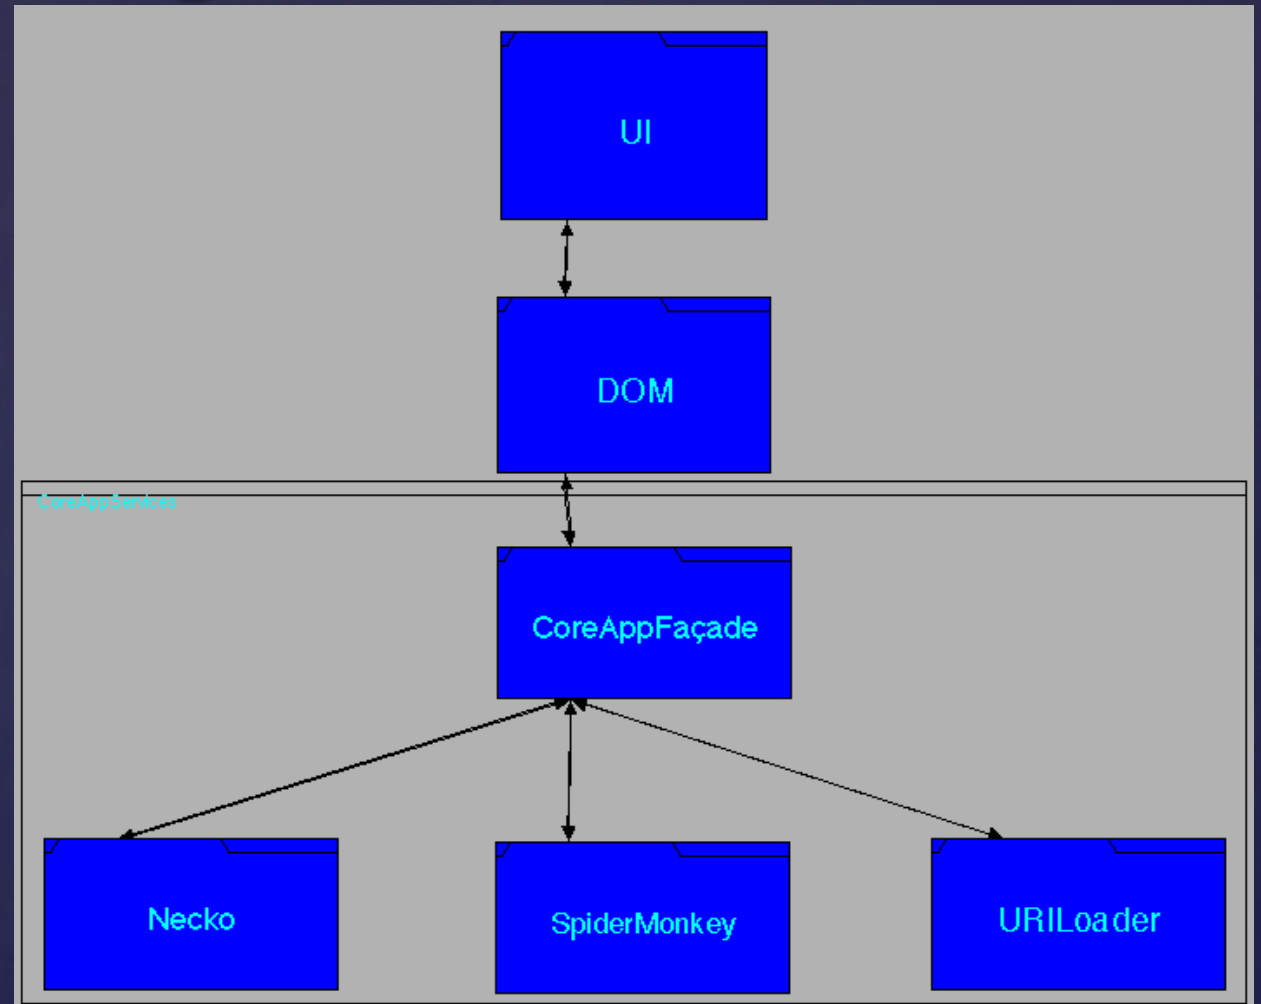 UI
DOM
CoreAppServices
CoreAppFaçade
Necko
SpiderMonkey
URILoader